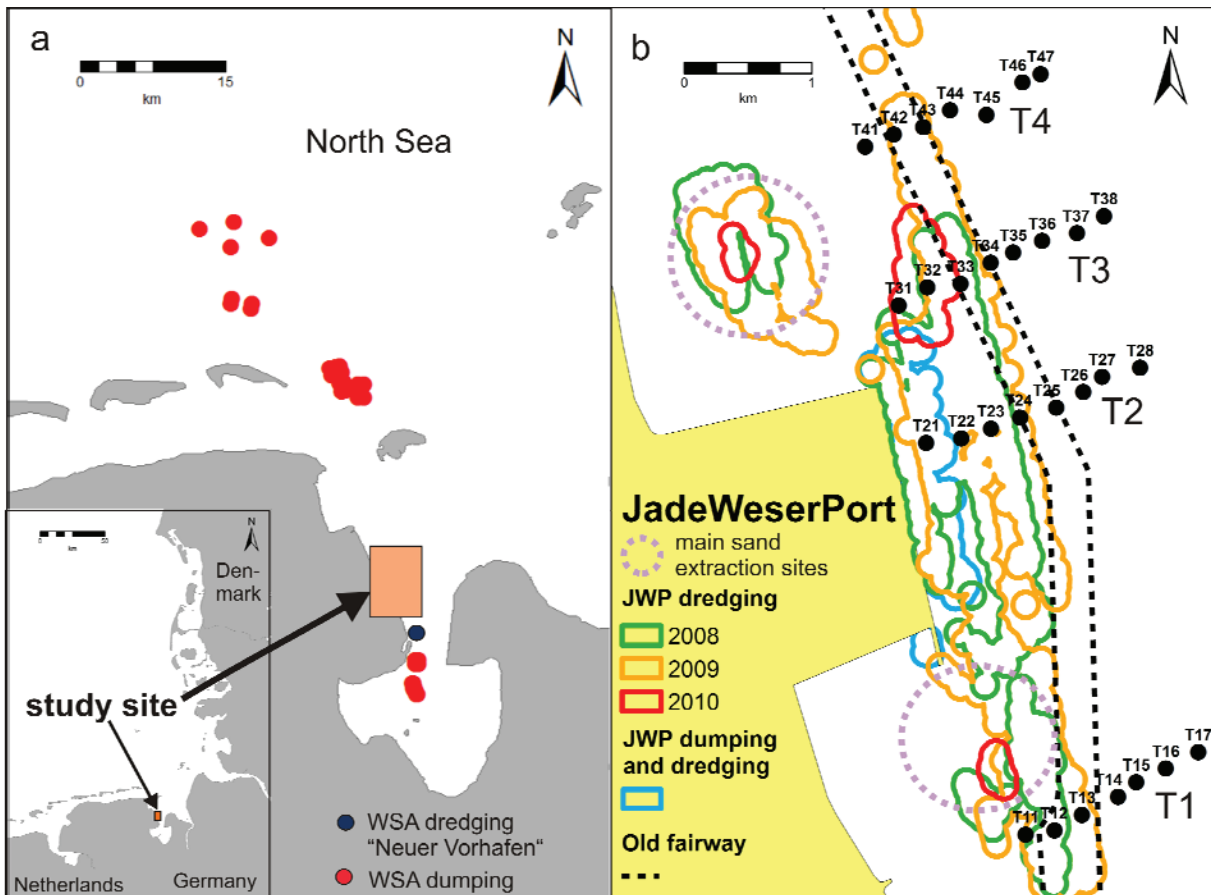 a
N
0
15
km
North Sea
N
0
50
km
Den-
mark
study site
Netherlands
Germany
WSA dredging
"Neuer Vorhafen"
WSA dumping
b
N
0
1
km
T46
T47
T44
T45
T43
T42
T41
T4
T38
T37
T36
T35
T34
T33
T32
T31
T3
T28
T27
T26
T25
T24
T23
T22
T21
T2
JadeWeserPort
main sand
extraction sites
JWP dredging
2008
2009
2010
JWP dumping
and dredging
Old fairway
T17
T16
T15
T14
T13
T12
T11
T1